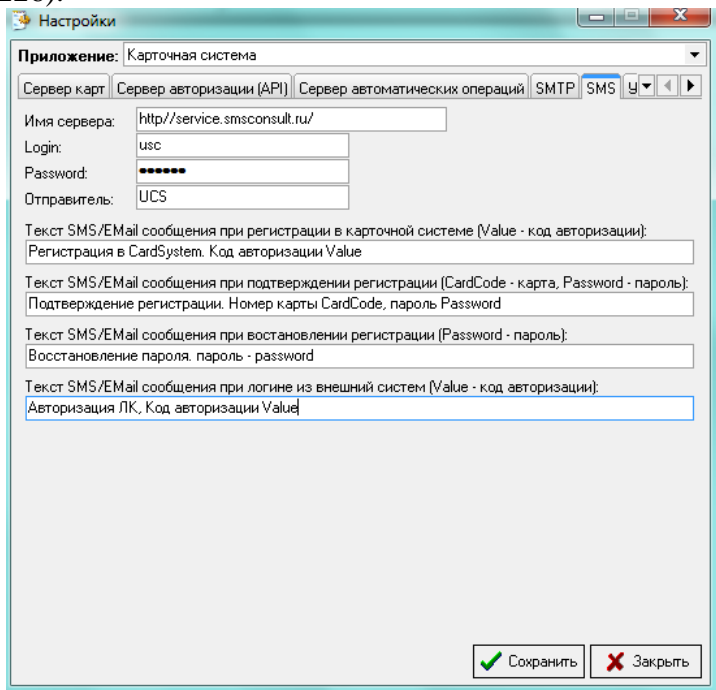 Настройки
Приложение: Карточная система
Сервер карт Сервер авторизации (API) Сервер автоматических операций SMTP SMS
Имя сервера: http//service.smsconsult.ru/
Login: usc
Password: ●●●●●●
Отправитель: UCS
Текст SMS/EMail сообщения при регистрации в карточной системе (Value - код авторизации):
Регистрация в CardSystem. Код авторизации Value
Текст SMS/EMail сообщения при подтверждении регистрации (CardCode - карта, Password - пароль):
Подтверждение регистрации. Номер карты CardCode, пароль Password
Текст SMS/EMail сообщения при востановлении регистрации (Password - пароль):
Восстановление пароля. пароль - password
Текст SMS/EMail сообщения при логине из внешний систем (Value - код авторизации):
Авторизация ЛК, Код авторизации Value
Сохранить Закрыть